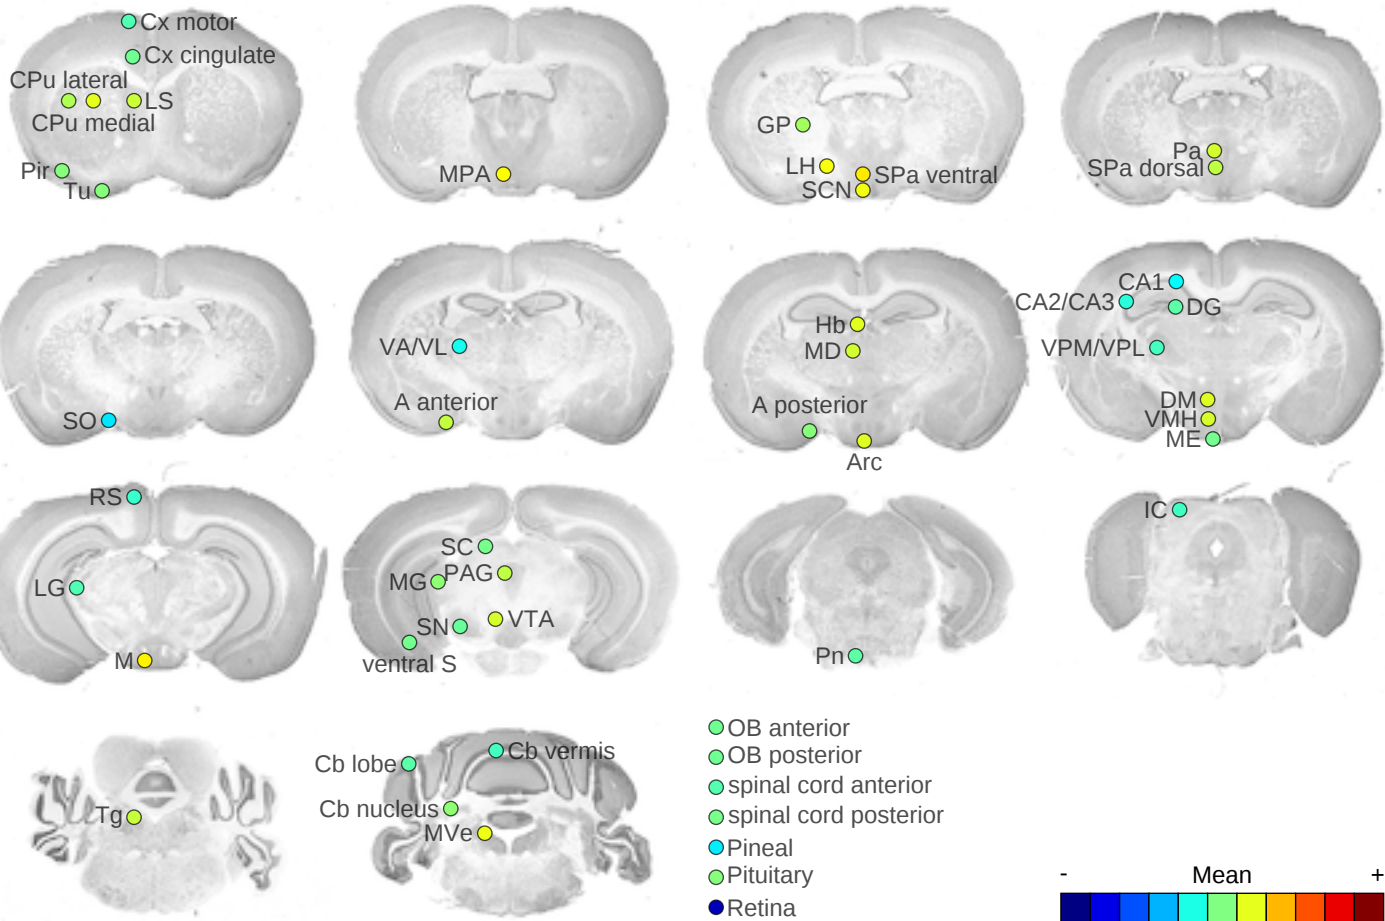 Cx motor
Cx cingulate
CPu lateral
LS
CPu medial
Pir
Tu
MPA
GP
LH
SPa ventral
SCN
Pa
SPa dorsal
SO
VA/VL
A anterior
Hb
MD
A posterior
Arc
CA1
CA2/CA3
DG
VPM/VPL
DM
VMH
ME
RS
LG
M
SC
MG
PAG
SN
VTA
ventral S
Pn
IC
Tg
Cb lobe
Cb vermis
Cb nucleus
MVe
OB anterior
OB posterior
spinal cord anterior
spinal cord posterior
Pineal
Pituitary
Retina
- Mean +